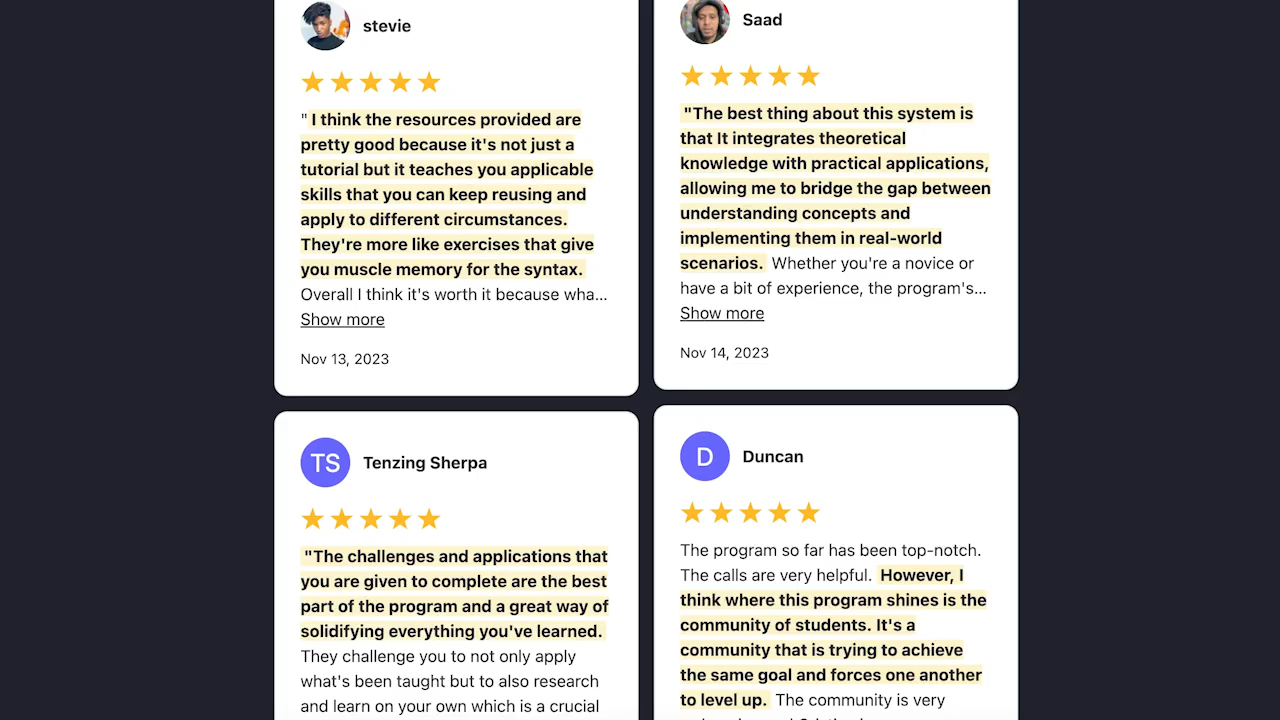 stevie
" I think the resources provided are
pretty good because it's not just a
tutorial but it teaches you applicable
skills that you can keep reusing and
apply to different circumstances.
They're more like exercises that give
you muscle memory for the syntax.
Overall I think it's worth it because wha...
Show more
Nov 13, 2023
Saad
"The best thing about this system is
that It integrates theoretical
knowledge with practical applications,
allowing me to bridge the gap between
understanding concepts and
implementing them in real-world
scenarios. Whether you're a novice or
have a bit of experience, the program's...
Show more
Nov 14, 2023
TS
Tenzing Sherpa
"The challenges and applications that
you are given to complete are the best
part of the program and a great way of
solidifying everything you've learned.
They challenge you to not only apply
what's been taught but to also research
and learn on your own which is a crucial
D
Duncan
The program so far has been top-notch.
The calls are very helpful. However, I
think where this program shines is the
community of students. It's a
community that is trying to achieve
the same goal and forces one another
to level up. The community is very